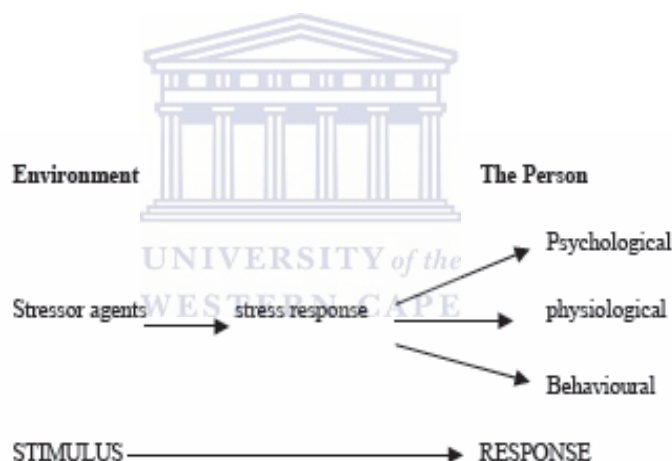 Environment The Person
Psychological
UNIVERSITY of the
Stressor agents stress response physiological
WESTERN CAPE
Behavioural
STIMULUS RESPONSE